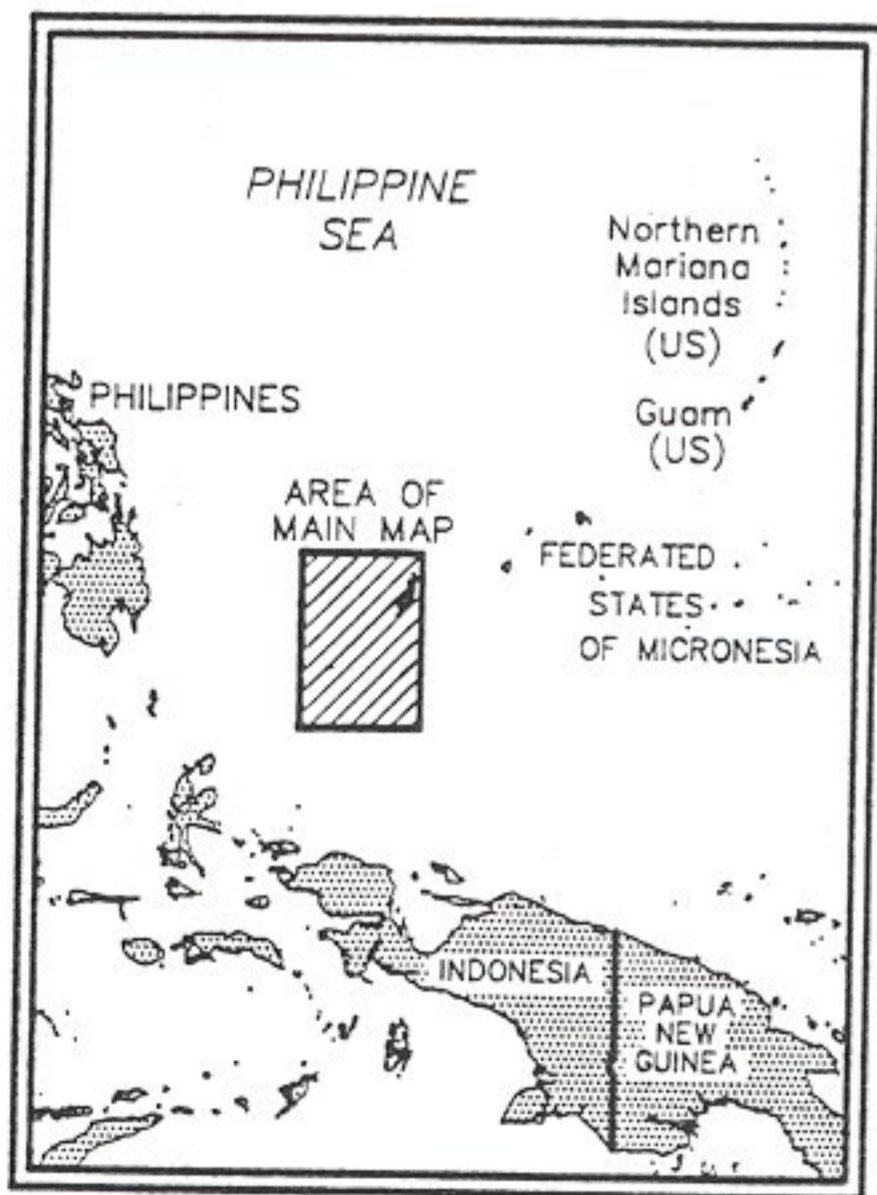 PHILIPPINE
SEA
Northern
Mariana
Islands
(US)
PHILIPPINES
Guam
(US)
AREA OF
MAIN MAP
FEDERATED
STATES
OF MICRONESIA
INDONESIA
PAPUA
NEW
GUINEA